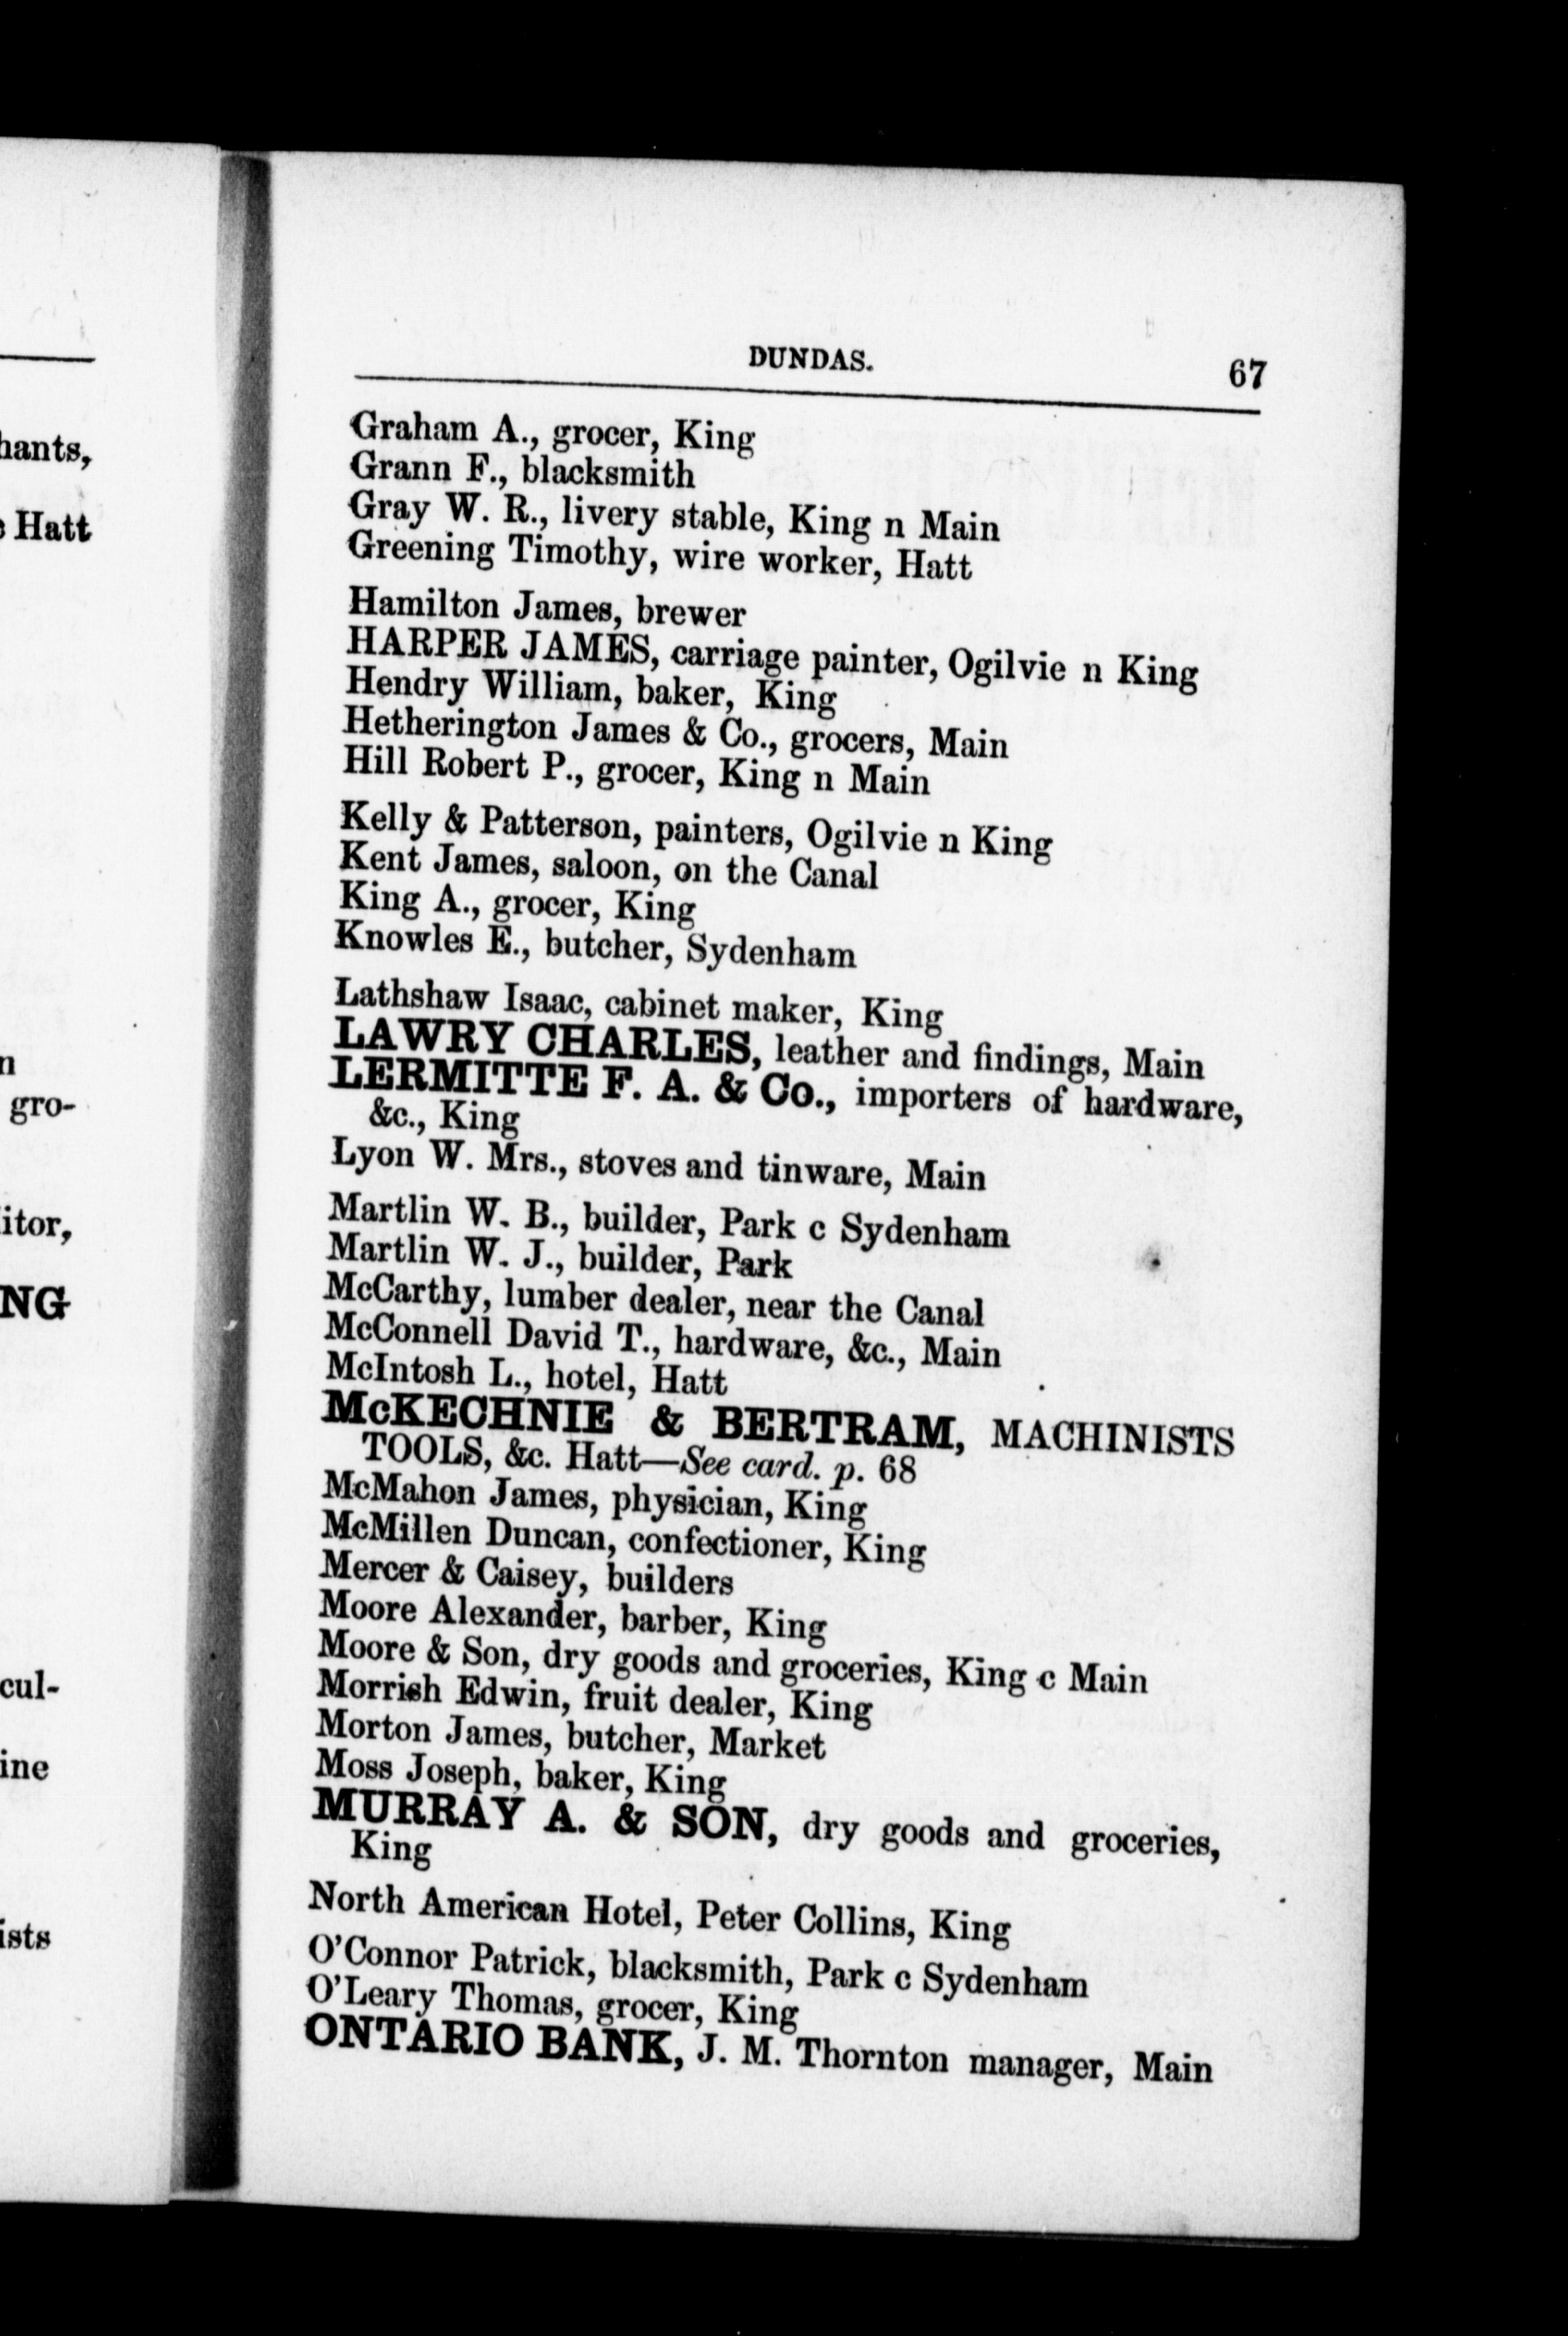 hants,
Hatt
n
gro-
itor,
NG
cul-
ine
ists
DUNDAS. 67
Graham A., grocer, King
Grann F., blacksmith
Gray W. R., livery stable, King n Main
Greening Timothy, wire worker, Hatt
Hamilton James, brewer
HARPER JAMES, carriage painter, Ogilvie n King
Hendry William, baker, King
Hetherington James & Co., grocers, Main
Hill Robert P., grocer, King n Main
Kelly & Patterson, painters, Ogilvie n King
Kent James, saloon, on the Canal
King A., grocer, King
Knowles E., butcher, Sydenham
Lathshaw Isaac, cabinet maker, King
LAWRY CHARLES, leather and findings, Main
LERMITTE F. A. & Co., importers of hardware,
&c., King
Lyon W. Mrs., stoves and tinware, Main
Martlin W. B., builder, Park c Sydenham
Martlin W. J., builder, Park
McCarthy, lumber dealer, near the Canal
McConnell David T., hardware, &c., Main
McIntosh L., hotel, Hatt
McKECHNIE & BERTRAM, MACHINISTS
TOOLS, &c. Hatt—See card. p. 68
McMahon James, physician, King
McMillen Duncan, confectioner, King
Mercer & Caisey, builders
Moore Alexander, barber, King
Moore & Son, dry goods and groceries, King c Main
Morrish Edwin, fruit dealer, King
Morton James, butcher, Market
Moss Joseph, baker, King
MURRAY A. & SON, dry goods and groceries,
King
North American Hotel, Peter Collins, King
O'Connor Patrick, blacksmith, Park c Sydenham
O'Leary Thomas, grocer, King
ONTARIO BANK, J. M. Thornton manager, Main